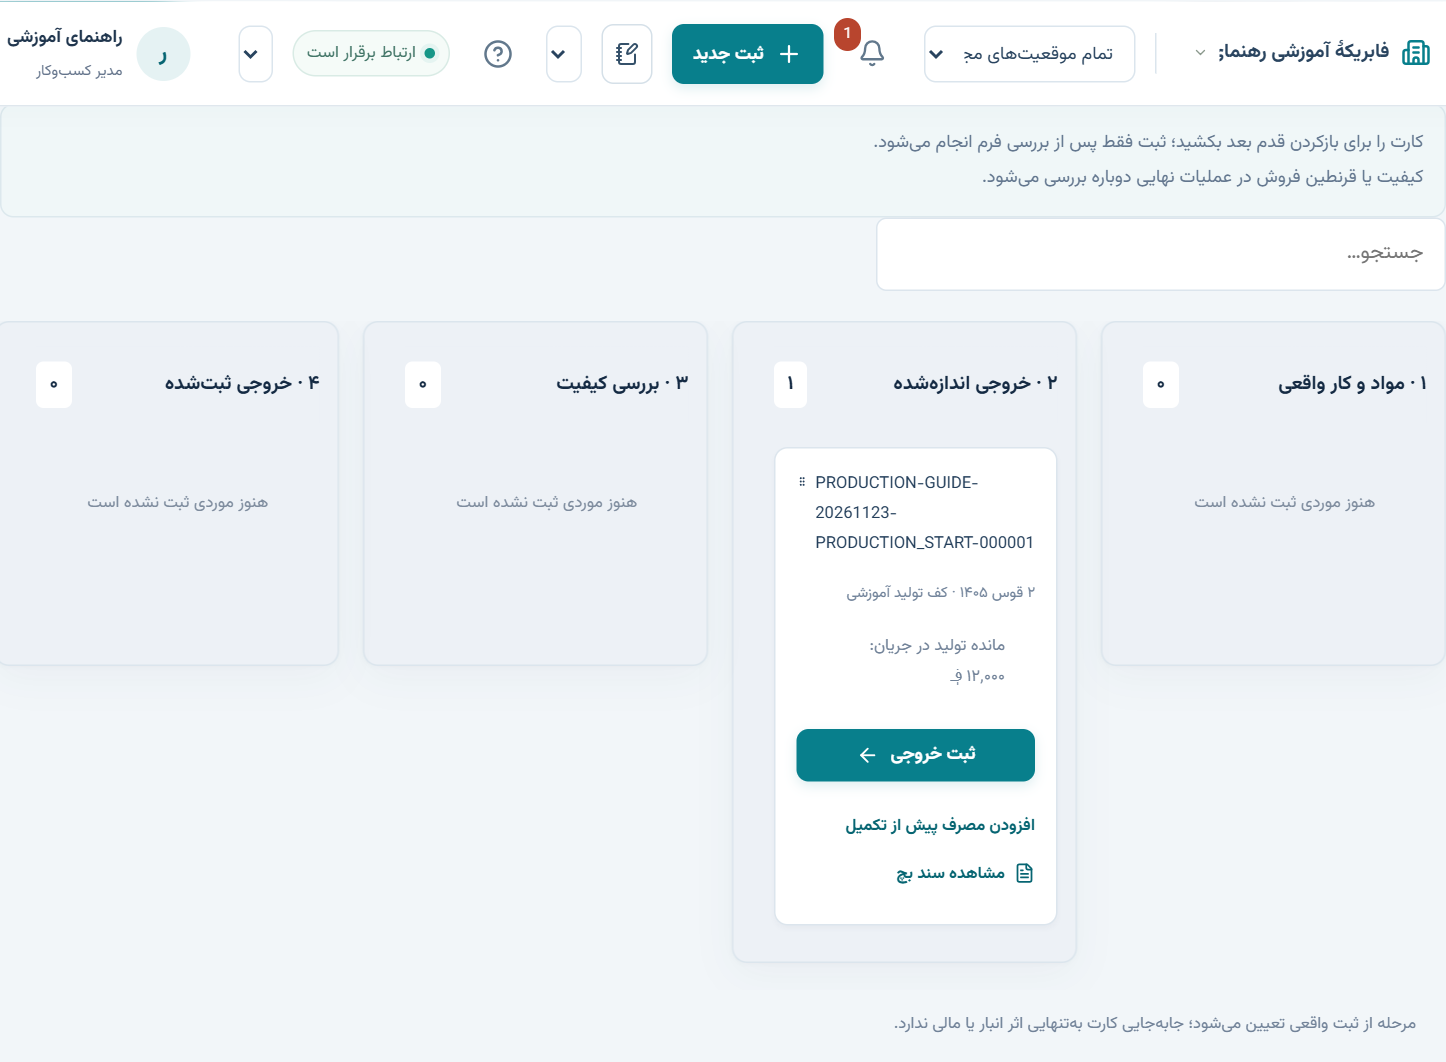 فابریکهٔ آموزشی رهنمای
تمام موقعیت‌های مج
1
ثبت جدید
ارتباط برقرار است
ر
راهنمای آموزشی
مدیر کسب‌وکار
کارت را برای بازکردن قدم بعد بکشید؛ ثبت فقط پس از بررسی فرم انجام می‌شود.
کیفیت یا قرنطین فروش در عملیات نهایی دوباره بررسی می‌شود.
جستجو...
۱ · مواد و کار واقعی
۰
هنوز موردی ثبت نشده است
۲ · خروجی اندازه‌شده
۱
PRODUCTION-GUIDE-
20261123-
PRODUCTION_START-000001
۲ قوس ۱۴۰۵ · کف تولید آموزشی
مانده تولید در جریان:
۱۲,۰۰۰ ؋
ثبت خروجی
افزودن مصرف پیش از تکمیل
مشاهده سند بچ
۳ · بررسی کیفیت
۰
هنوز موردی ثبت نشده است
۴ · خروجی ثبت‌شده
۰
هنوز موردی ثبت نشده است
مرحله از ثبت واقعی تعیین می‌شود؛ جابه‌جایی کارت به‌تنهایی اثر انبار یا مالی ندارد.